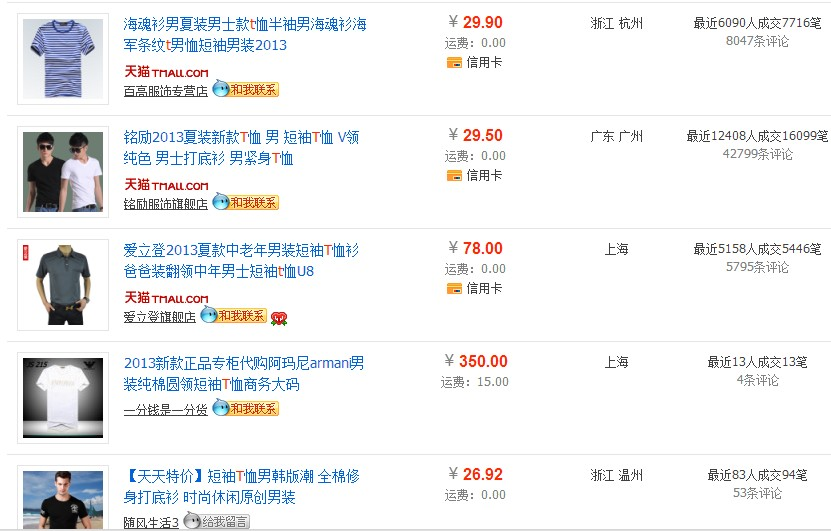 海魂衫男夏装男士款t恤半袖男海魂衫海
军条纹t男恤短袖男装2013
天猫TMALL.COM
百高服饰专营店 和我联系
￥29.90
运费：0.00
信用卡
浙江 杭州
最近6090人成交7716笔
8047条评论
铭励2013夏装新款T恤 男 短袖T恤 V领
纯色 男士打底衫 男紧身T恤
天猫TMALL.COM
铭励服饰旗舰店 和我联系
￥29.50
运费：0.00
信用卡
广东 广州
最近12408人成交16099笔
42799条评论
爱立登2013夏款中老年男装短袖T恤衫
爸爸装翻领中年男士短袖t恤U8
天猫TMALL.COM
爱立登旗舰店 和我联系
￥78.00
运费：0.00
信用卡
上海
最近5158人成交5446笔
5795条评论
2013新款正品专柜代购阿玛尼armani男
装纯棉圆领短袖T恤商务大码
一分钱是一分货 和我联系
￥350.00
运费：15.00
上海
最近13人成交13笔
4条评论
【天天特价】短袖T恤男韩版潮 全棉修
身打底衫 时尚休闲原创男装
随风生活3 给我留言
￥26.92
运费：0.00
浙江 温州
最近83人成交94笔
53条评论